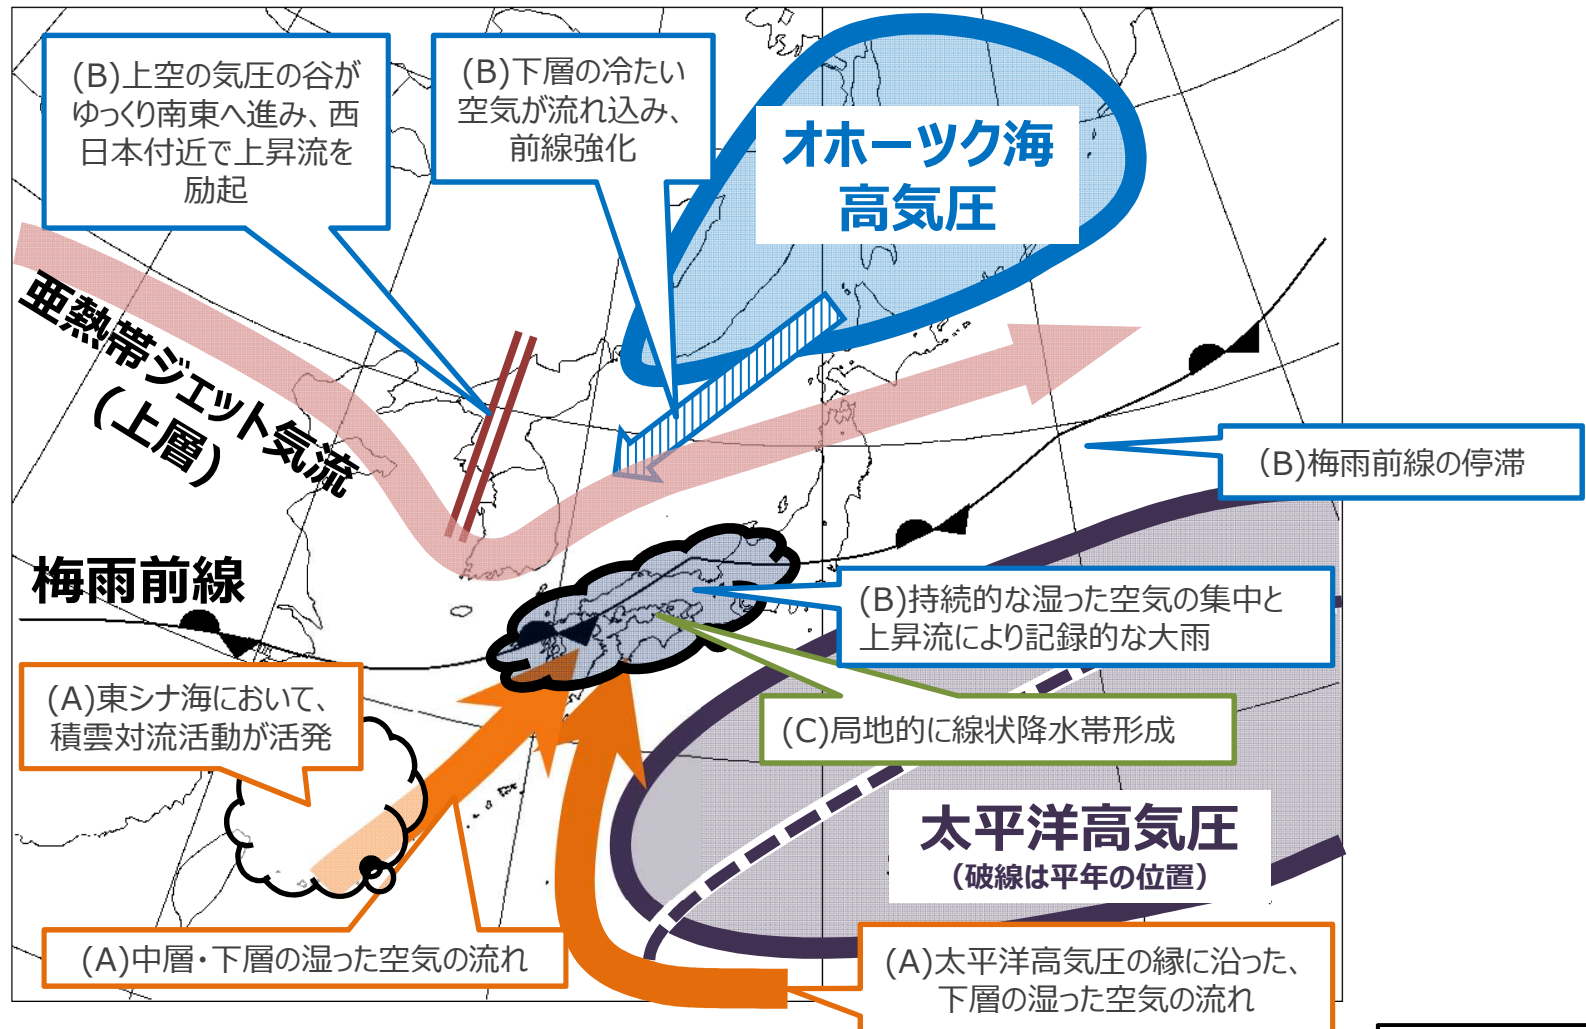 (B)上空の気圧の谷が
ゆっくり南東へ進み、西
日本付近で上昇流を
励起
(B)下層の冷たい
空気が流れ込み、
前線強化
オホーツク海
高気圧
亜熱帯ジェット気流
(上層)
(B)梅雨前線の停滞
梅雨前線
(B)持続的な湿った空気の集中と
上昇流により記録的な大雨
(A)東シナ海において、
積雲対流活動が活発
(C)局地的に線状降水帯形成
太平洋高気圧
(破線は平年の位置)
(A)中層・下層の湿った空気の流れ
(A)太平洋高気圧の縁に沿った、
下層の湿った空気の流れ